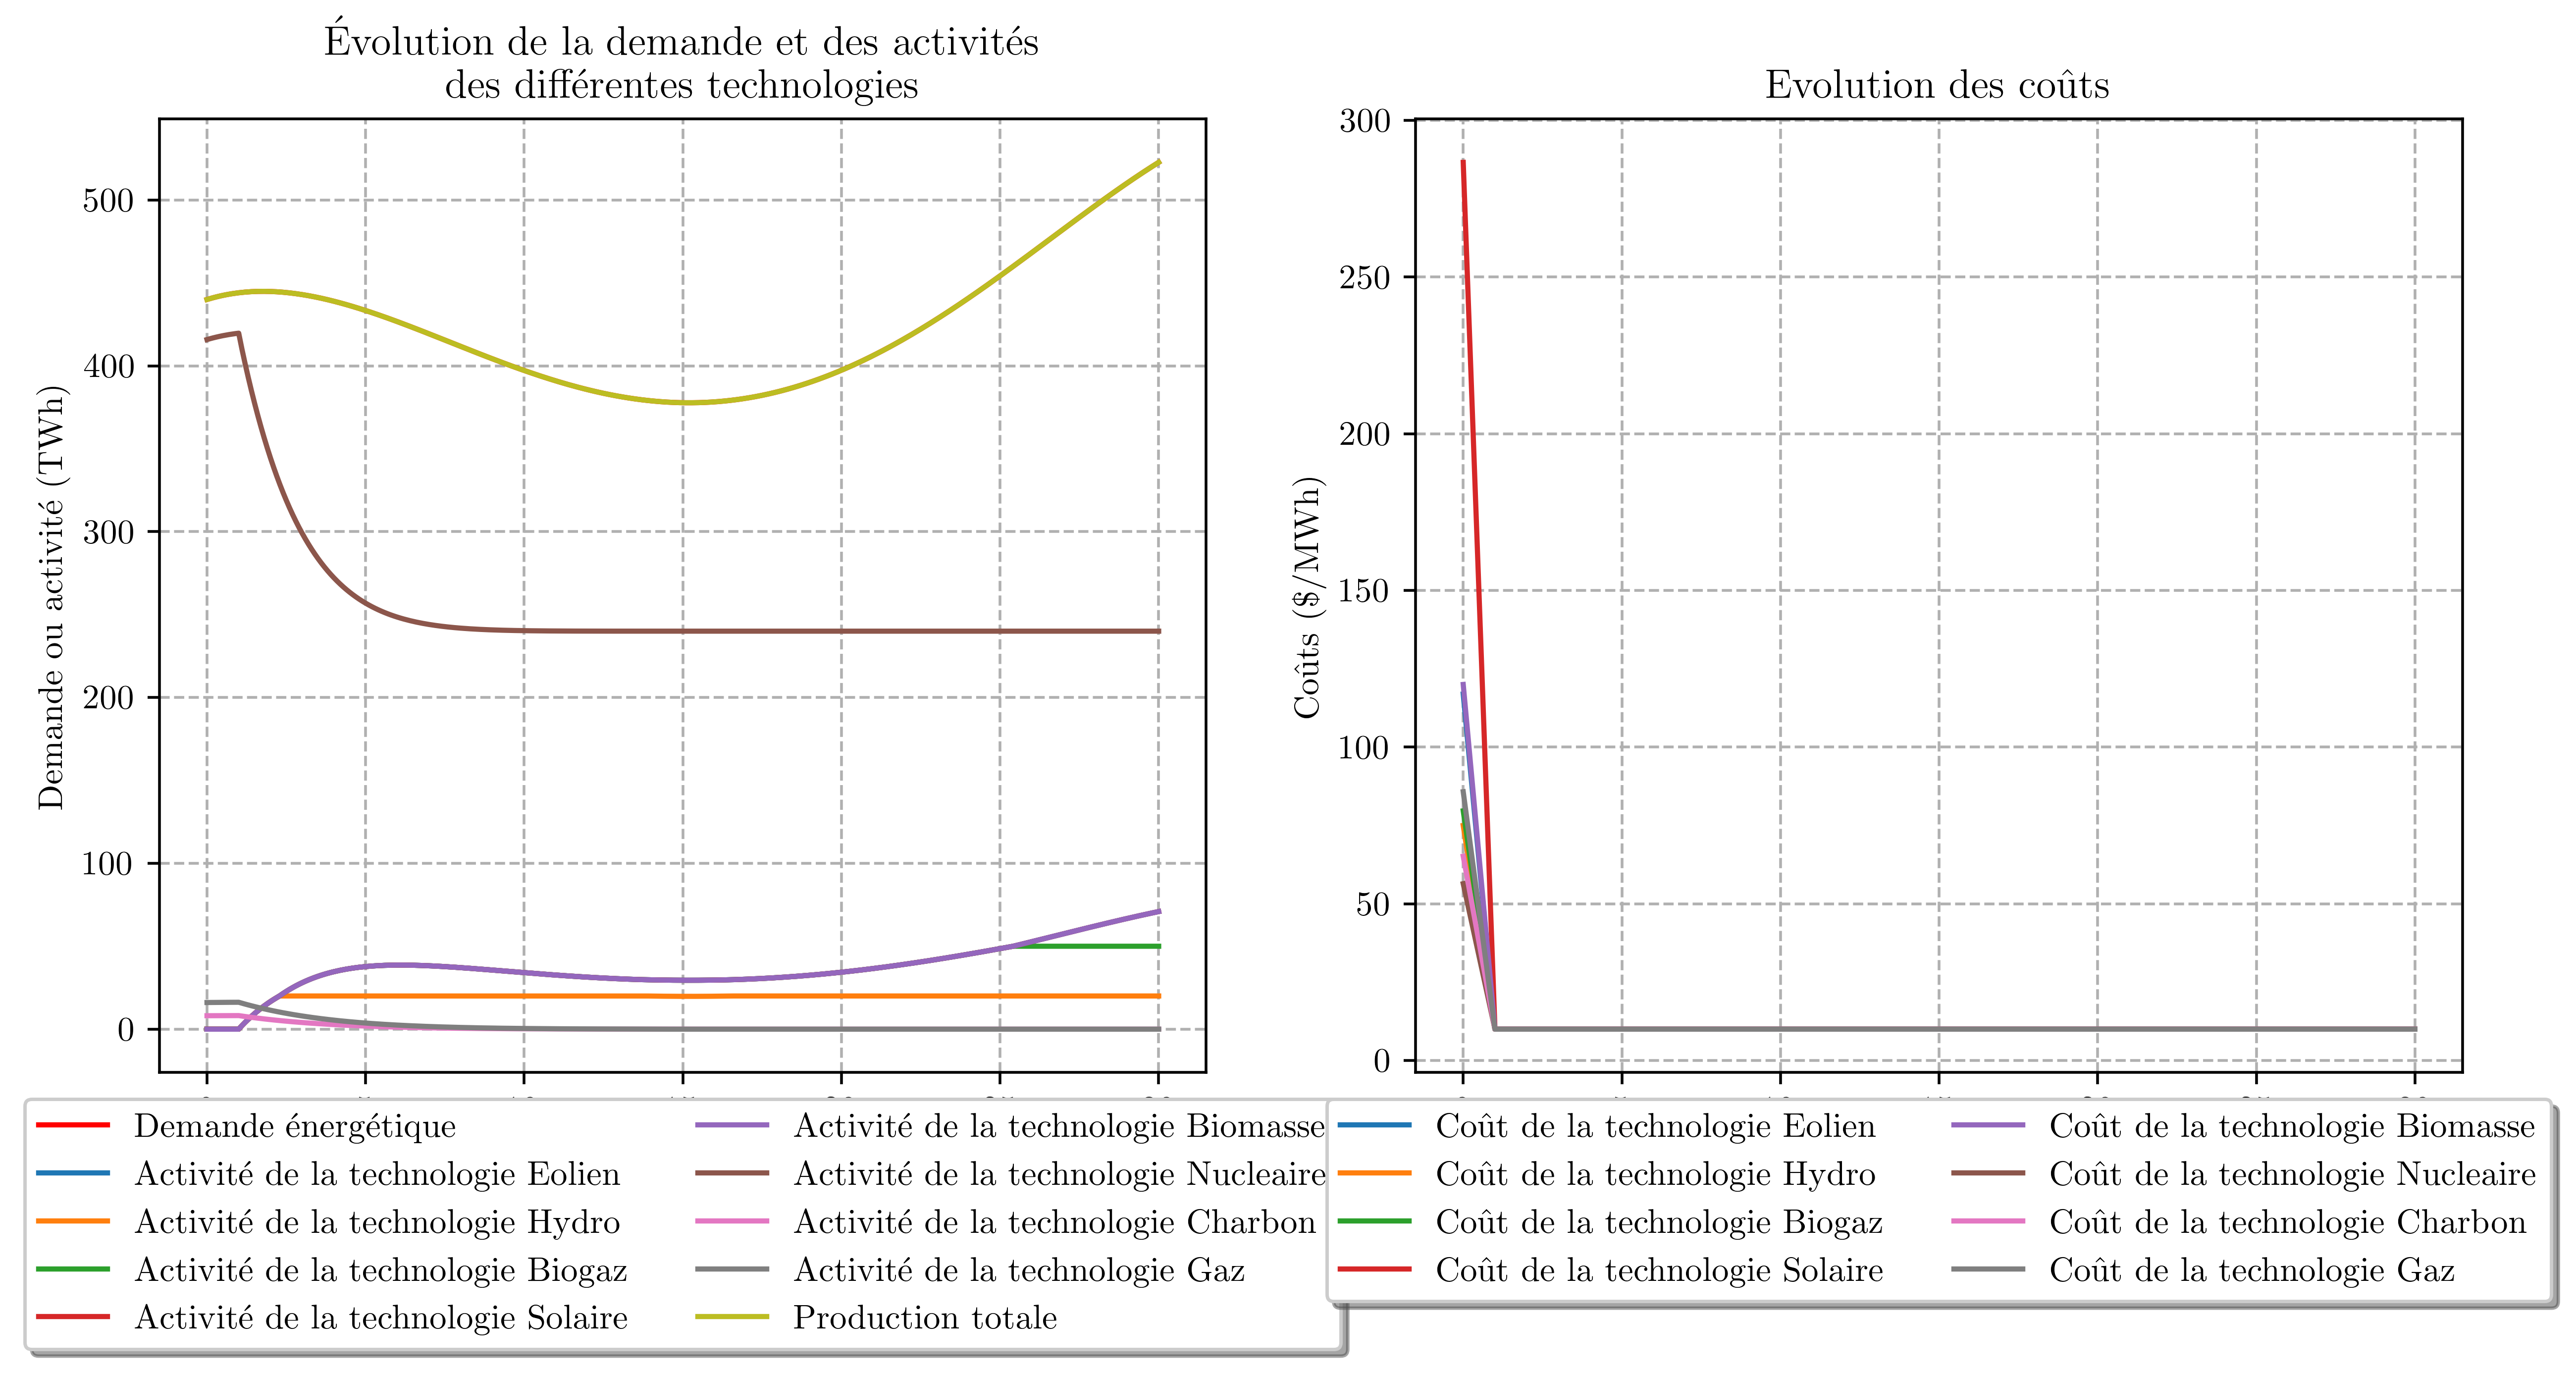 Évolution de la demande et des activités
des différentes technologies
Demande ou activité (TWh)
500
400
300
200
100
0
Demande énergétique
Activité de la technologie Eolien
Activité de la technologie Hydro
Activité de la technologie Biogaz
Activité de la technologie Solaire
Activité de la technologie Biomasse
Activité de la technologie Nucleaire
Activité de la technologie Charbon
Activité de la technologie Gaz
Production totale
Evolution des coûts
Coûts ($/MWh)
300
250
200
150
100
50
0
Coût de la technologie Eolien
Coût de la technologie Hydro
Coût de la technologie Biogaz
Coût de la technologie Solaire
Coût de la technologie Biomasse
Coût de la technologie Nucleaire
Coût de la technologie Charbon
Coût de la technologie Gaz